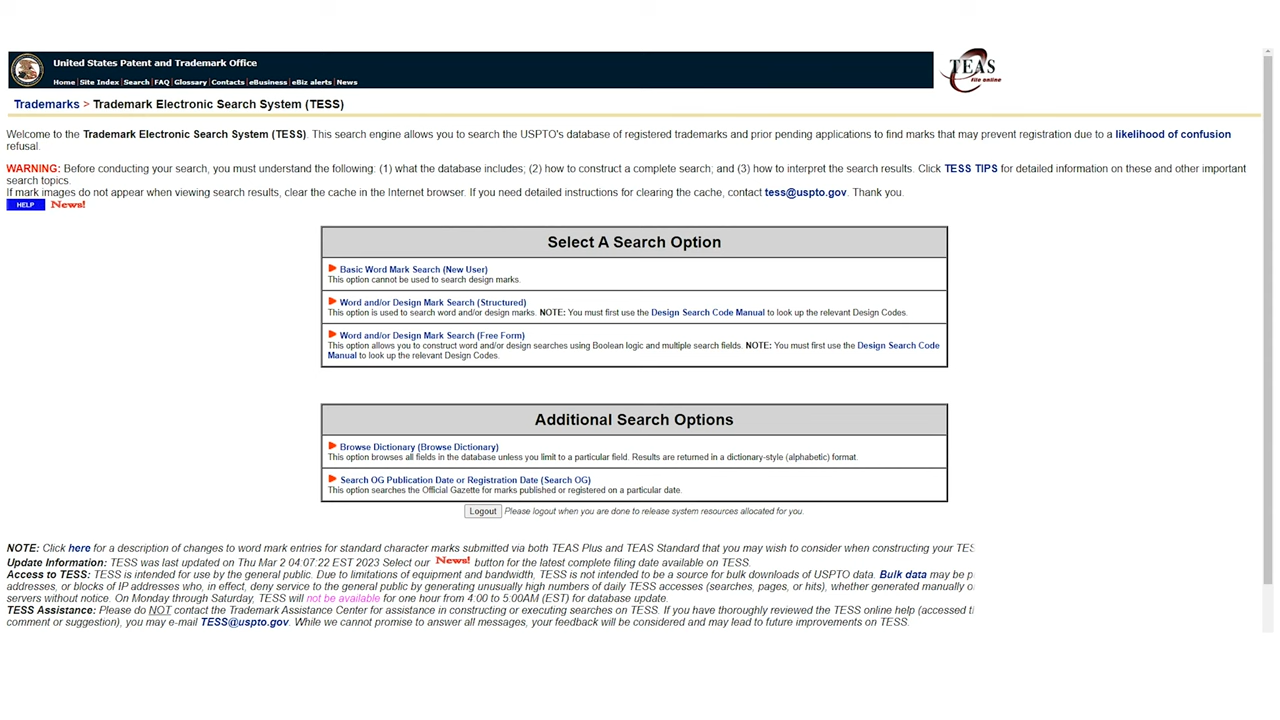 United States Patent and Trademark Office
Home | Site Index | Search | FAQ | Glossary | Contacts | eBusiness | eBiz alerts | News
TEAS
File online
Trademarks > Trademark Electronic Search System (TESS)
Welcome to the Trademark Electronic Search System (TESS). This search engine allows you to search the USPTO's database of registered trademarks and prior pending applications to find marks that may prevent registration due to a likelihood of confusion
refusal.
WARNING: Before conducting your search, you must understand the following: (1) what the database includes; (2) how to construct a complete search; and (3) how to interpret the search results. Click TESS TIPS for detailed information on these and other important
search topics.
If mark images do not appear when viewing search results, clear the cache in the Internet browser. If you need detailed instructions for clearing the cache, contact tess@uspto.gov. Thank you.
HELP News!
Select A Search Option
Basic Word Mark Search (New User)
This option cannot be used to search design marks.
Word and/or Design Mark Search (Structured)
This option is used to search word and/or design marks. NOTE: You must first use the Design Search Code Manual to look up the relevant Design Codes.
Word and/or Design Mark Search (Free Form)
This option allows you to construct word and/or design searches using Boolean logic and multiple search fields. NOTE: You must first use the Design Search Code
Manual to look up the relevant Design Codes.
Additional Search Options
Browse Dictionary (Browse Dictionary)
This option browses all fields in the database unless you limit to a particular field. Results are returned in a dictionary-style (alphabetic) format.
Search OG Publication Date or Registration Date (Search OG)
This option searches the Official Gazette for marks published or registered on a particular date.
Logout Please logout when you are done to release system resources allocated for you.
NOTE: Click here for a description of changes to word mark entries for standard character marks submitted via both TEAS Plus and TEAS Standard that you may wish to consider when constructing your
Update Information: TESS was last updated on Thu Mar 2 04:07:22 EST 2023 Select our News! button for the latest complete filing date available on TESS.
Access to TESS: TESS is intended for use by the general public. Due to limitations of equipment and bandwidth, TESS is not intended to be a source for bulk downloads of USPTO data. Bulk data may be
addresses, or blocks of IP addresses who, in effect, deny service to the general public by generating unusually high numbers of daily TESS accesses (searches, pages, or hits), whether generated manually
servers without notice. On Monday through Saturday, TESS will not be available for one hour from 4:00 to 5:00AM (EST) for database update.
TESS Assistance: Please do NOT contact the Trademark Assistance Center for assistance in constructing or executing searches on TESS. If you have thoroughly reviewed the TESS online help (accessed
comment or suggestion), you may e-mail TESS@uspto.gov. While we cannot promise to answer all messages, your feedback will be considered and may lead to future improvements on TESS.